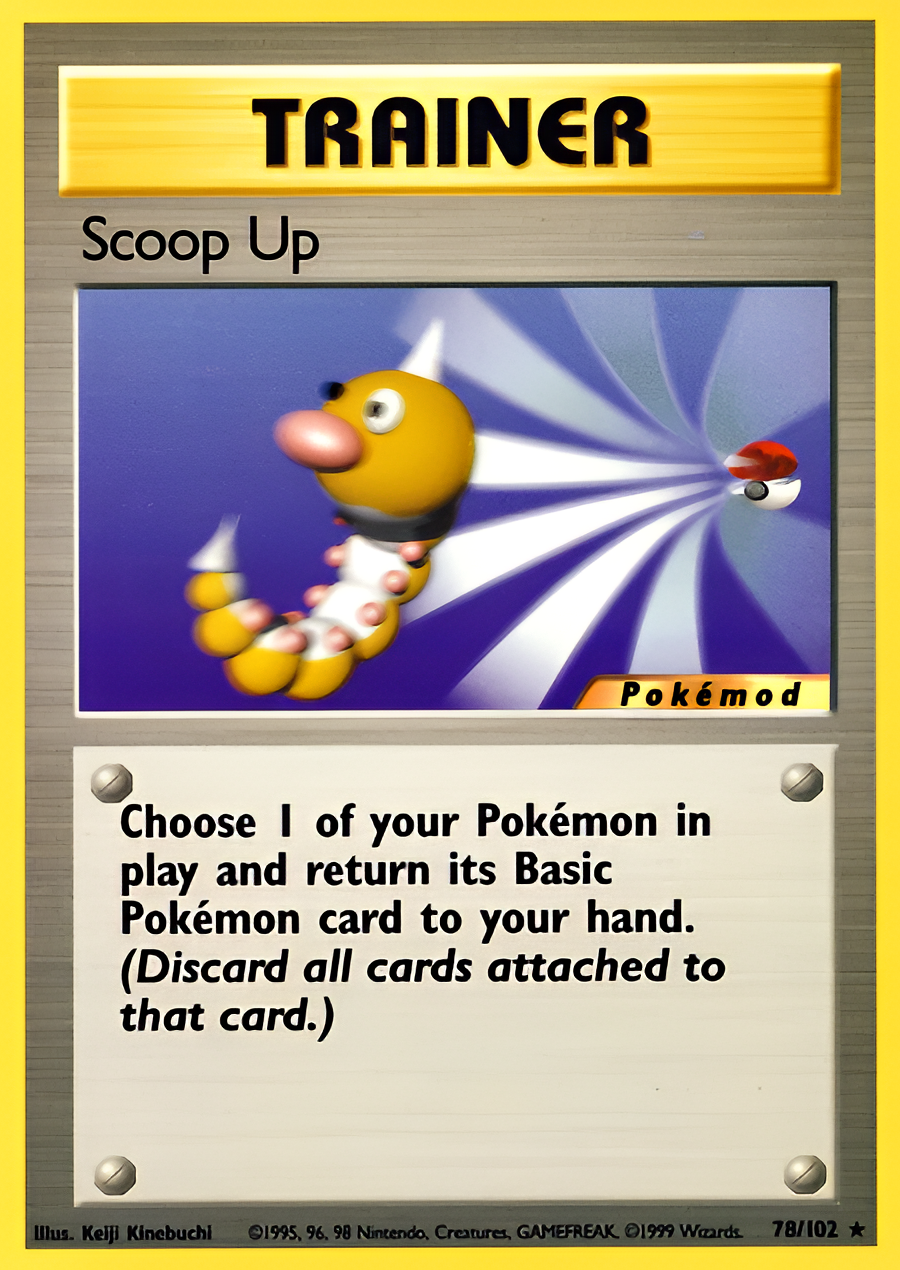 TRAINER
Scoop Up
Pokémod
Choose 1 of your Pokémon in
play and return its Basic
Pokémon card to your hand.
(Discard all cards attached to
that card.)
Illus. Keiji Kinebuchi ©1995, 96, 98 Nintendo, Creatures, GAMEFREAK. ©1999 Wizards. 78/102 ★